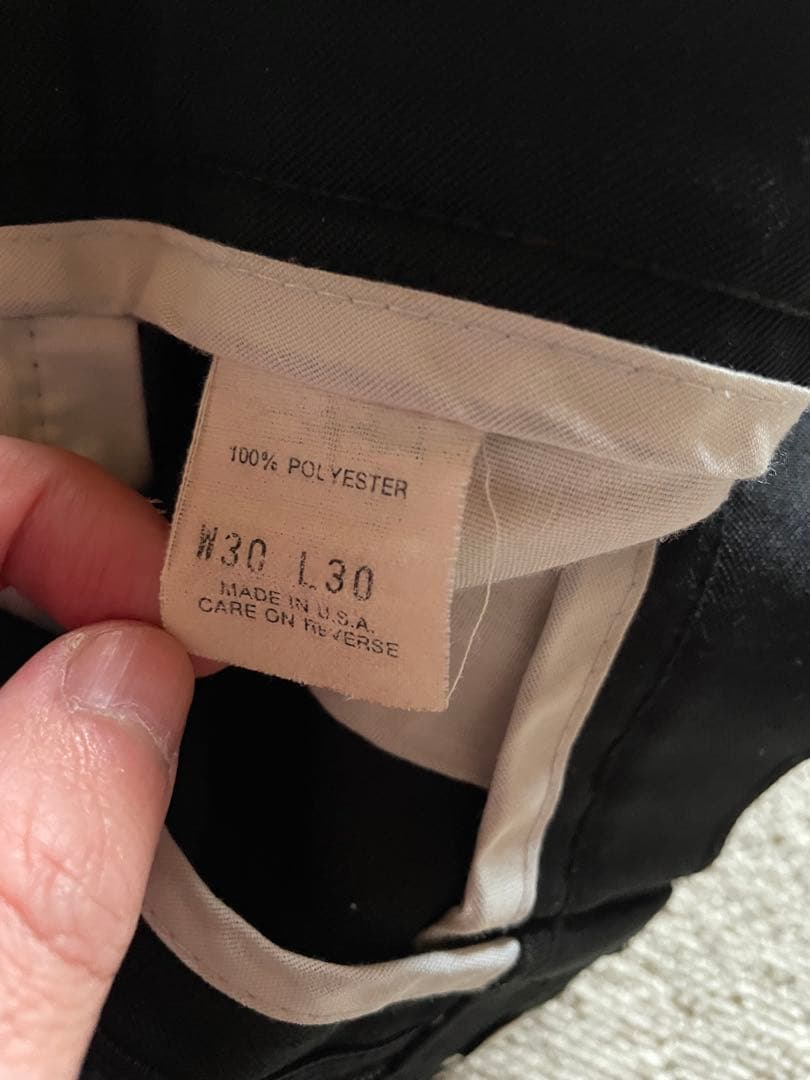 100% POLYESTER
W30 L30
MADE IN U.S.A.
CARE ON REVERSE